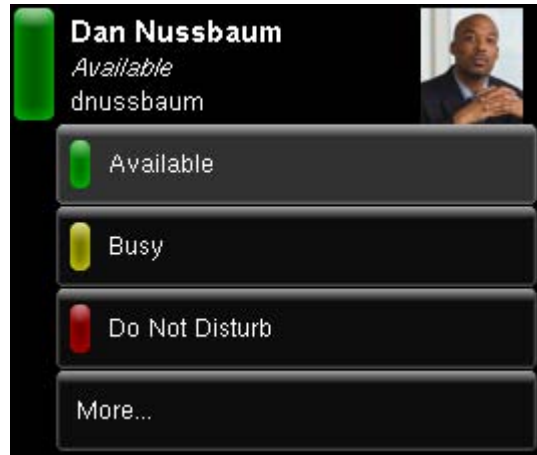 Dan Nussbaum
Available
dnussbaum
Available
Busy
Do Not Disturb
More...